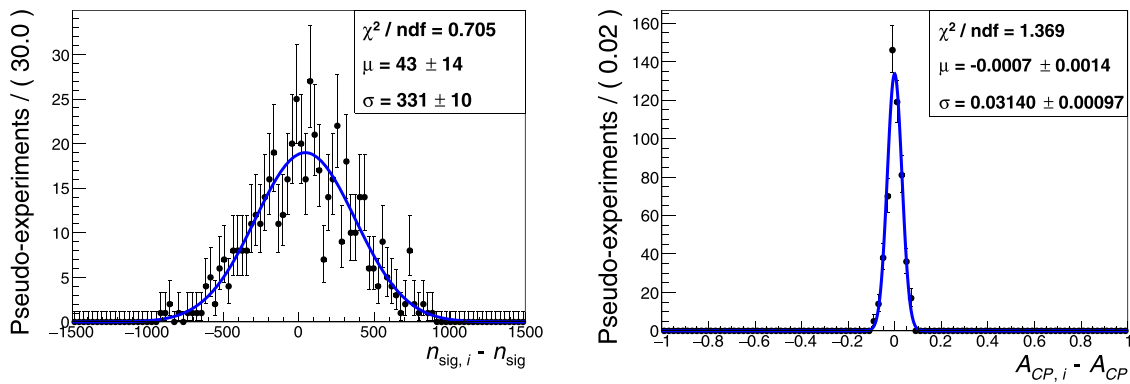 Pseudo-experiments / ( 30.0 )
χ² / ndf = 0.705
μ = 43 ± 14
σ = 331 ± 10
30
25
20
15
10
5
0
−1500 −1000 −500 0 500 1000 1500
n_sig, i - n_sig
Pseudo-experiments / ( 0.02 )
χ² / ndf = 1.369
μ = -0.0007 ± 0.0014
σ = 0.03140 ± 0.00097
160
140
120
100
80
60
40
20
0
−1 −0.8 −0.6 −0.4 −0.2 0 0.2 0.4 0.6 0.8 1
A_CP, i - A_CP